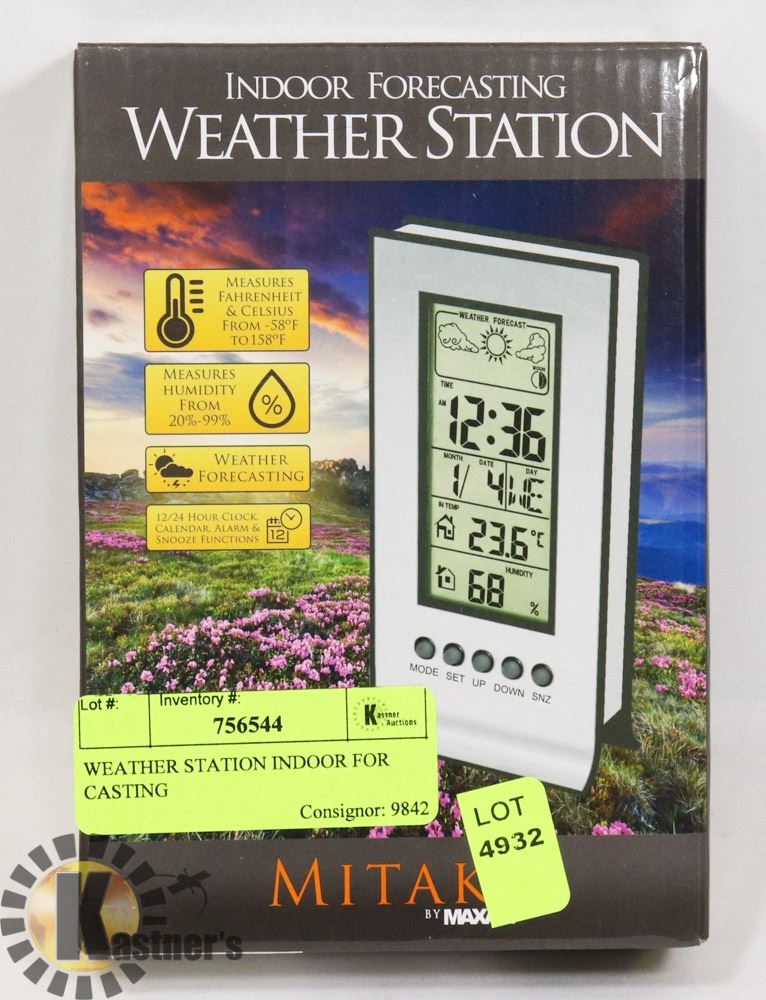 INDOOR FORECASTING
WEATHER STATION
MEASURES
FAHRENHEIT
& CELSIUS
FROM -58°F
TO 158°F
MEASURES
HUMIDITY
FROM
20%-99%
%
WEATHER
FORECASTING
12/24 HOUR CLOCK,
CALENDAR, ALARM &
SNOOZE FUNCTIONS
12
WEATHER FORECAST
MOON
TIME
AM 12:36
MONTH DATE DAY
1/ 4 WE
IN TEMP
23.6 °C
HUMIDITY
68 %
MODE SET UP DOWN SNZ
Lot #: Inventory #:
756544
Kastner
Auctions
WEATHER STATION INDOOR FOR
CASTING
Consignor: 9842
LOT
4932
MITAK
BY MAXA
Kastner's